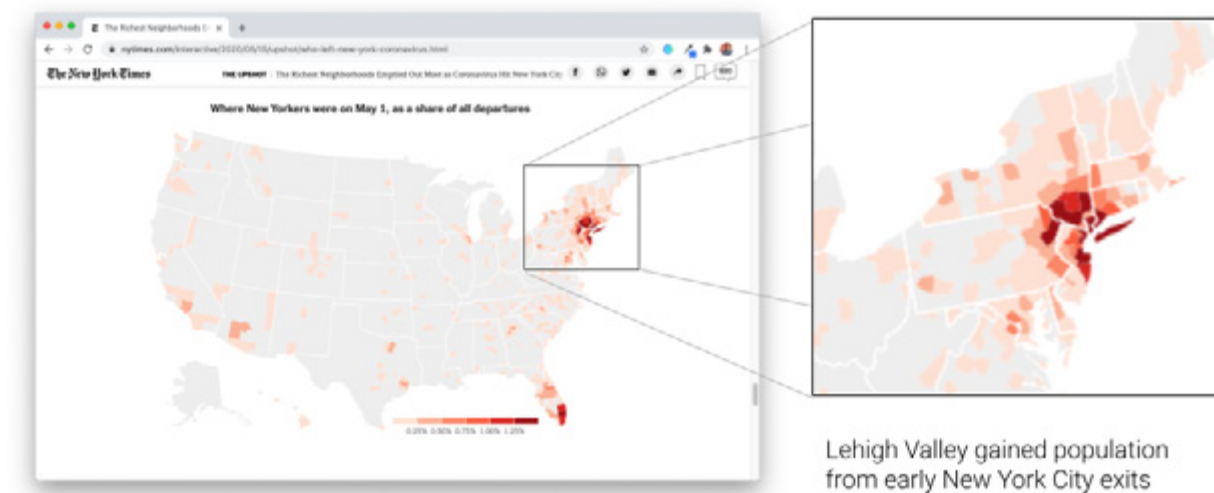 The Richest Neighborhoods E
nytimes.com/interactive/2020/05/15/upshot/who-left-new-york-coronavirus.html
The New York Times
THE UPSHOT | The Richest Neighborhoods Emptied Out Most as Coronavirus Hit New York City
Where New Yorkers were on May 1, as a share of all departures
0.25% 0.50% 0.75% 1.00% 1.25%
Lehigh Valley gained population
from early New York City exits